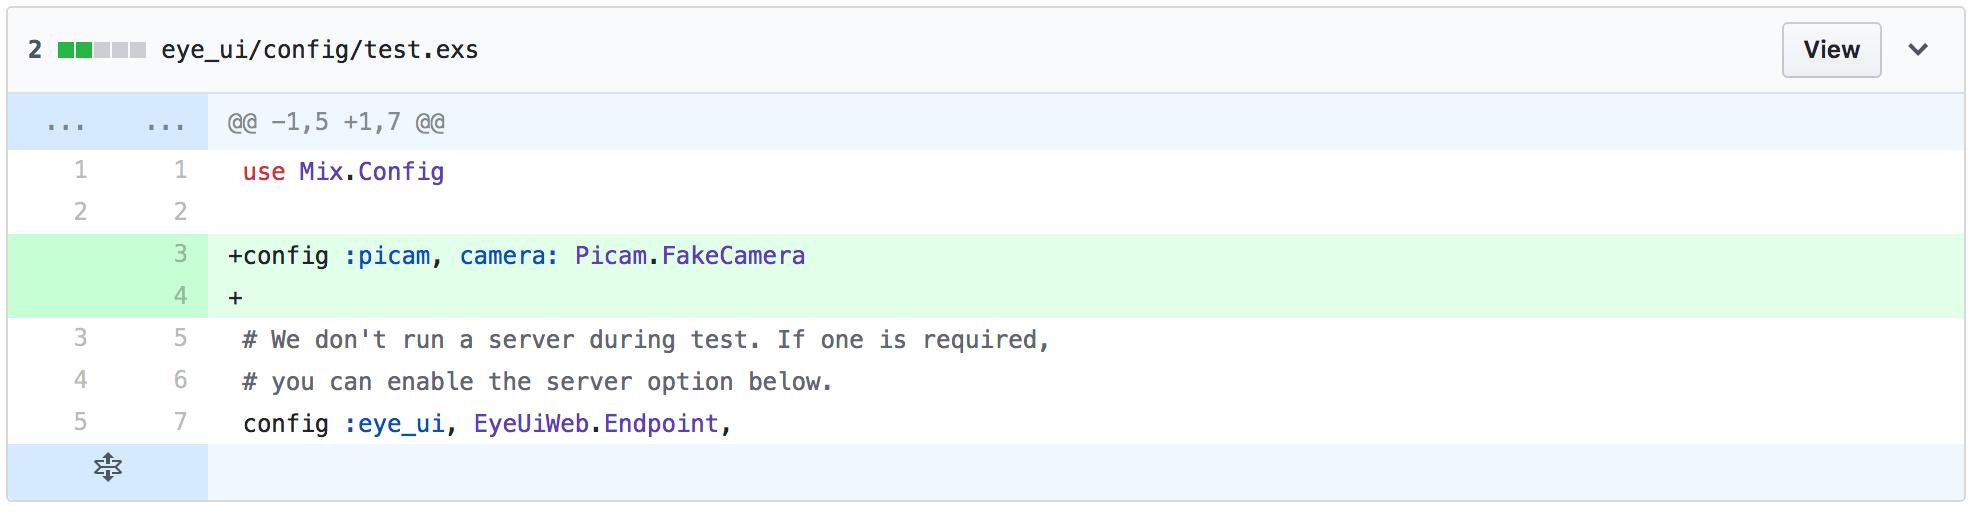 2 eye_ui/config/test.exs View
... ... @@ -1,5 +1,7 @@
1 1 use Mix.Config
2 2
3 +config :picam, camera: Picam.FakeCamera
4 +
3 5 # We don't run a server during test. If one is required,
4 6 # you can enable the server option below.
5 7 config :eye_ui, EyeUiWeb.Endpoint,